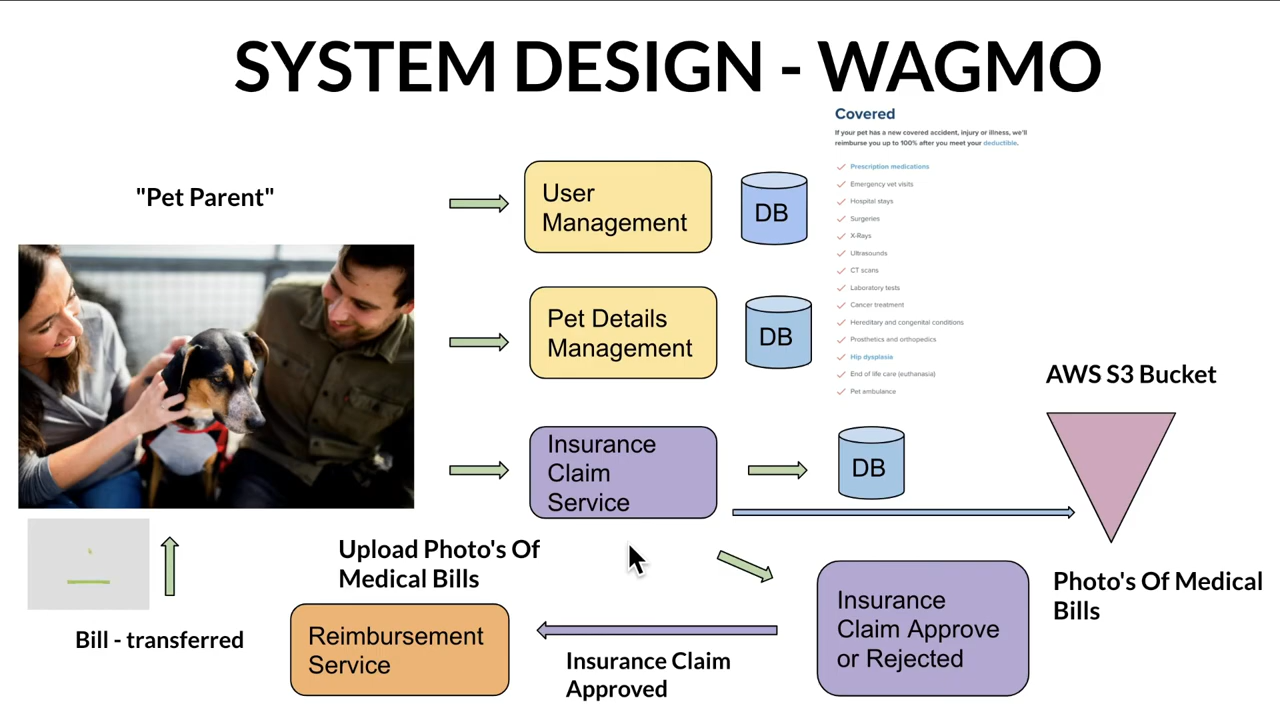 SYSTEM DESIGN - WAGMO
"Pet Parent"
User
Management
DB
Covered
If your pet has a new covered accident, injury or illness, we'll
reimburse you up to 100% after you meet your deductible.
Prescription medications
Emergency vet visits
Hospital stays
Surgeries
X-Rays
Ultrasounds
CT scans
Laboratory tests
Cancer treatment
Hereditary and congenital conditions
Prosthetics and orthopedics
Hip dysplasia
End of life care (euthanasia)
Pet ambulance
Pet Details
Management
DB
AWS S3 Bucket
Insurance
Claim
Service
DB
Upload Photo's Of
Medical Bills
Photo's Of Medical
Bills
Insurance
Claim Approve
or Rejected
Bill - transferred
Reimbursement
Service
Insurance Claim
Approved